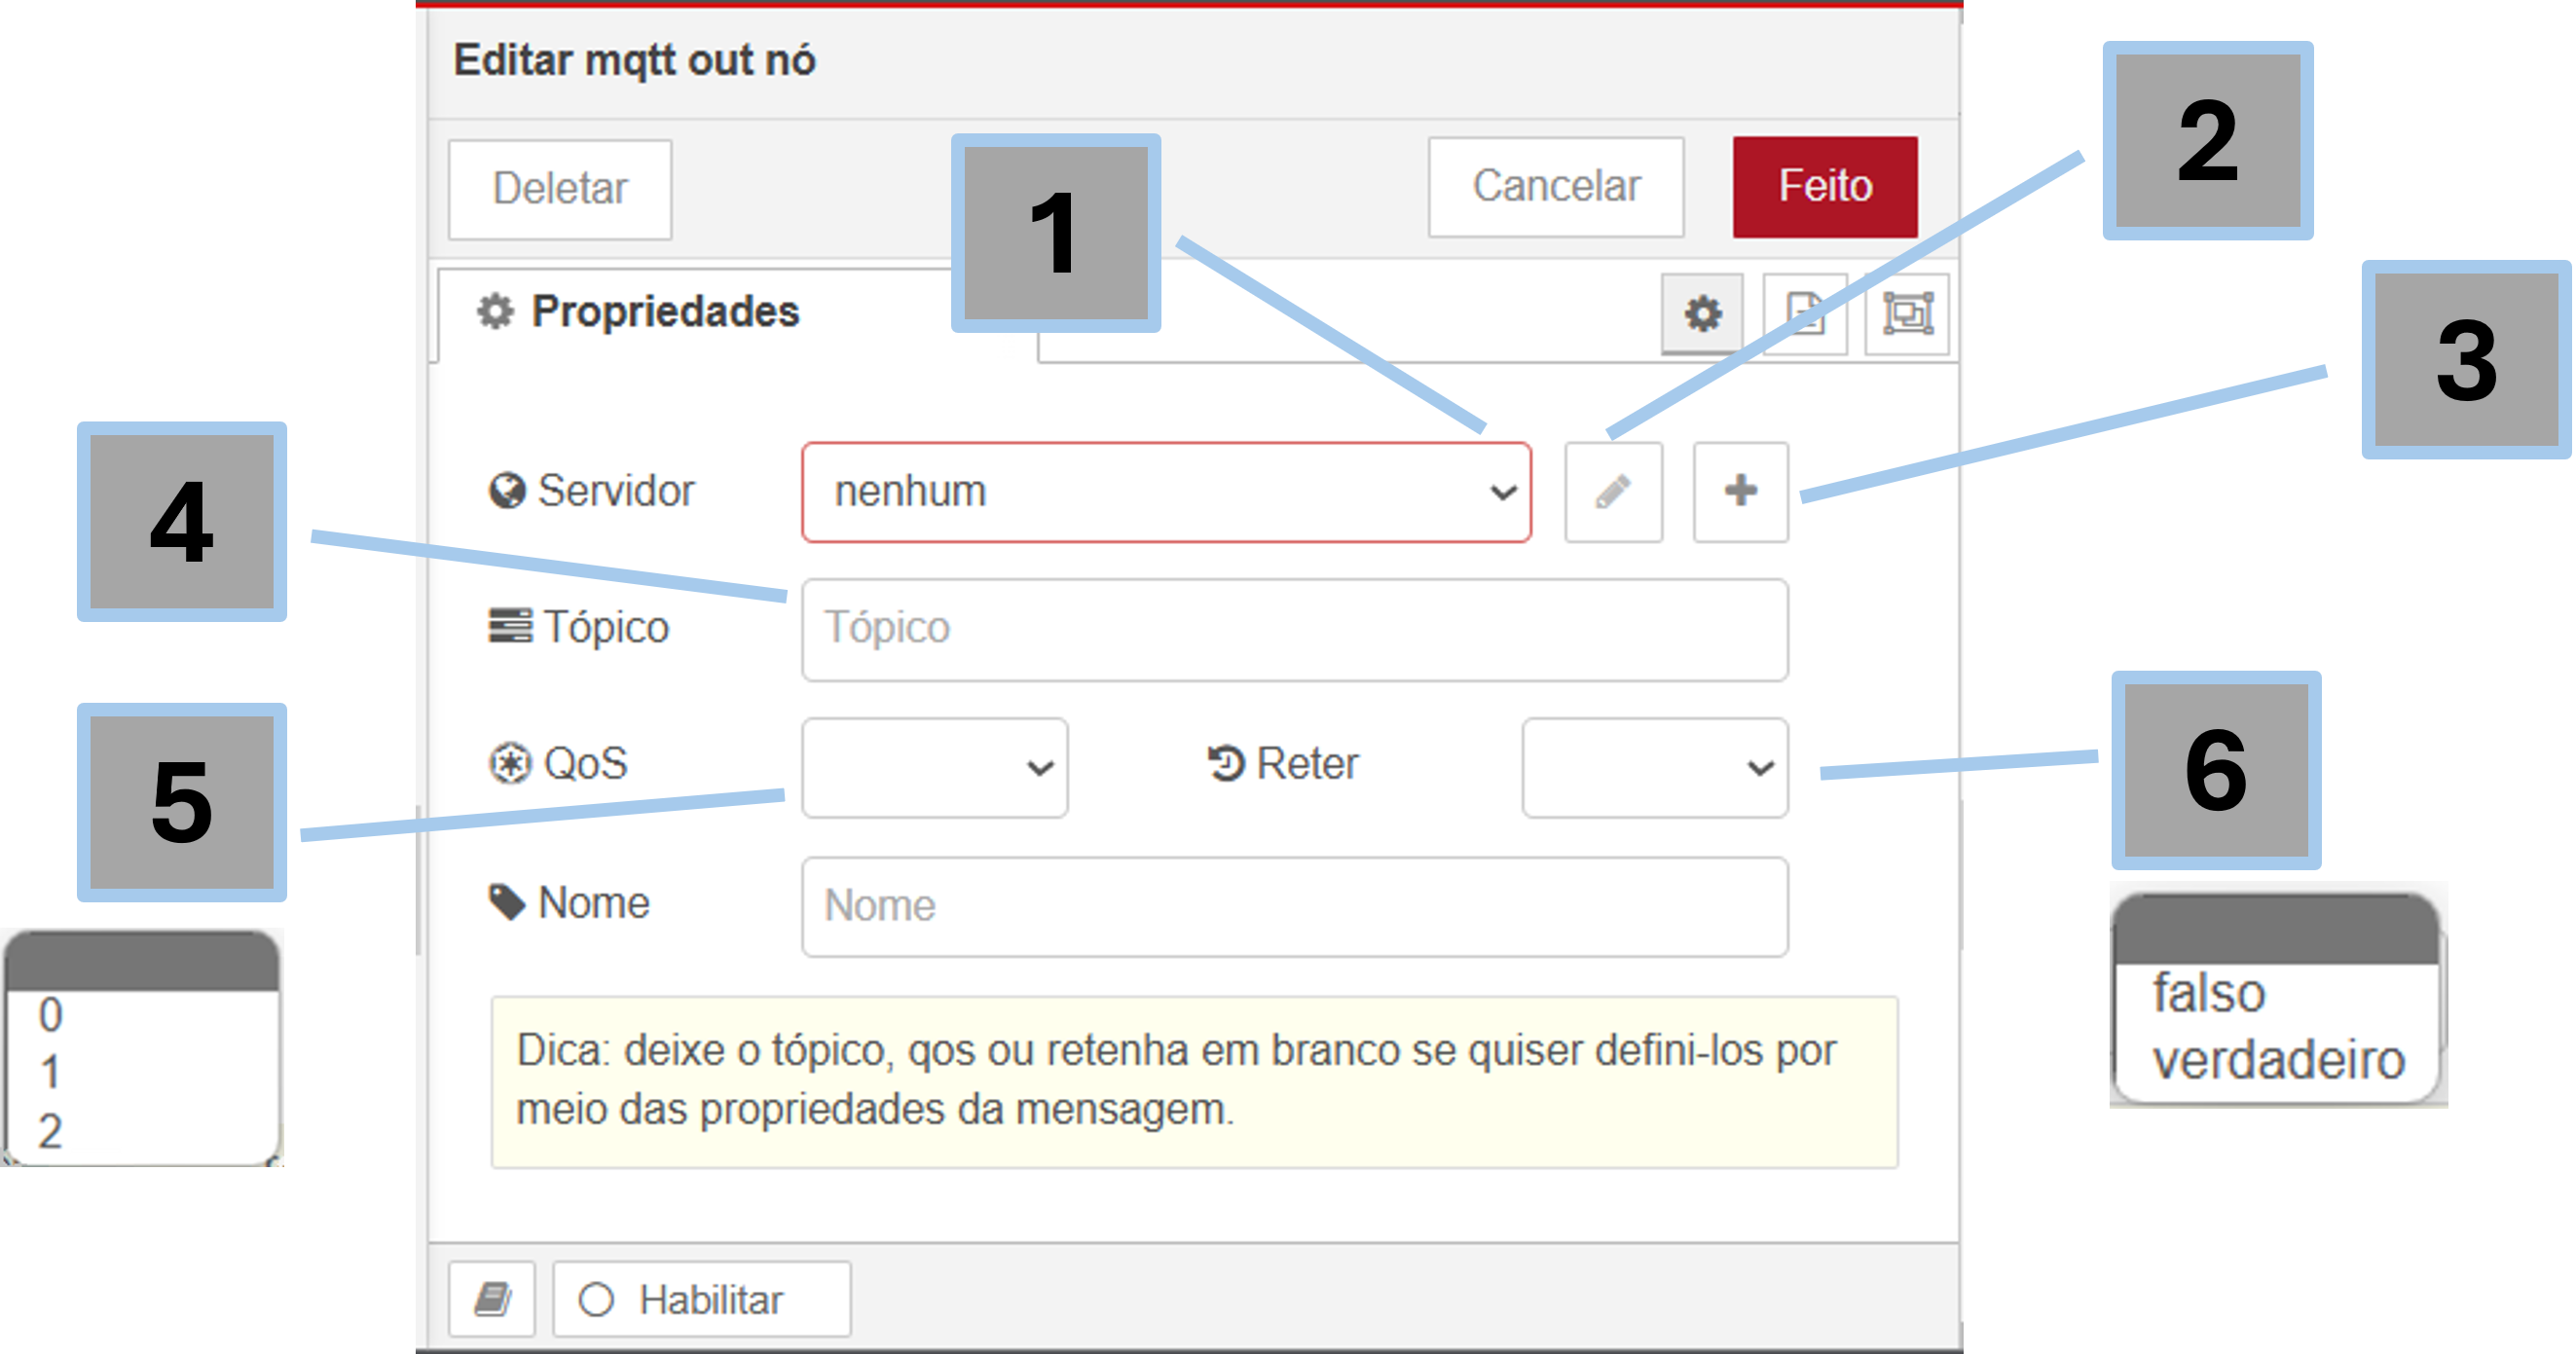 Editar mqtt out nó
2
Deletar
1
Cancelar
Feito
3
Propriedades
4
Servidor
nenhum
Tópico
Tópico
5
QoS
Reter
6
Nome
Nome
0
1
2
falso
verdadeiro
Dica: deixe o tópico, qos ou retenha em branco se quiser defini-los por
meio das propriedades da mensagem.
Habilitar